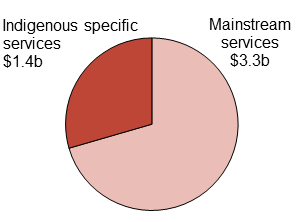 Indigenous specific
services
$1.4b
Mainstream
services
$3.3b